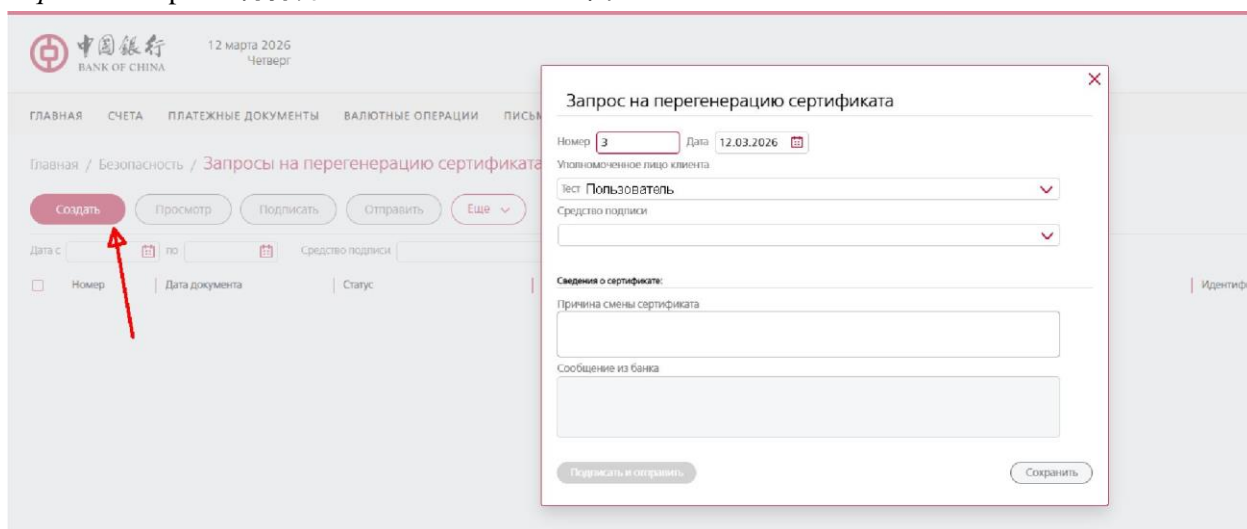 中国银行
BANK OF CHINA
12 марта 2026
Четверг
ГЛАВНАЯ СЧЕТА ПЛАТЕЖНЫЕ ДОКУМЕНТЫ ВАЛЮТНЫЕ ОПЕРАЦИИ ПИСЬМ
Главная / Безопасность / Запросы на перегенерацию сертификата
Создать Просмотр Подписать Отправить Еще
Дата с по Средство подписи
Номер Дата документа Статус Идентиф
Запрос на перегенерацию сертификата
Номер 3 Дата 12.03.2026
Уполномоченное лицо клиента
Тест Пользователь
Средство подписи
Сведения о сертификате:
Причина смены сертификата
Сообщение из банка
Подписать и отправить Сохранить